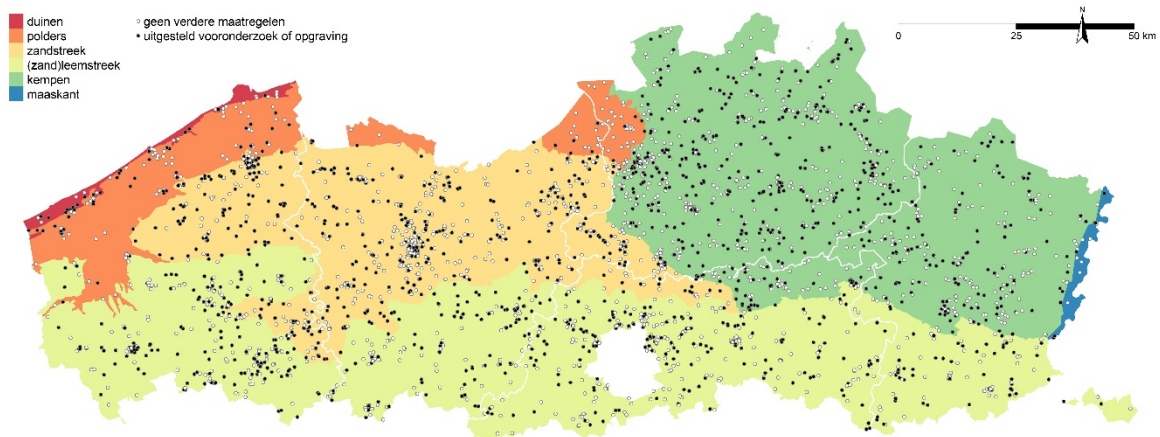 duinen
polders
zandstreek
(zand)leemstreek
kempen
maaskant
geen verdere maatregelen
uitgesteld vooronderzoek of opgraving
N
0 25 50 km